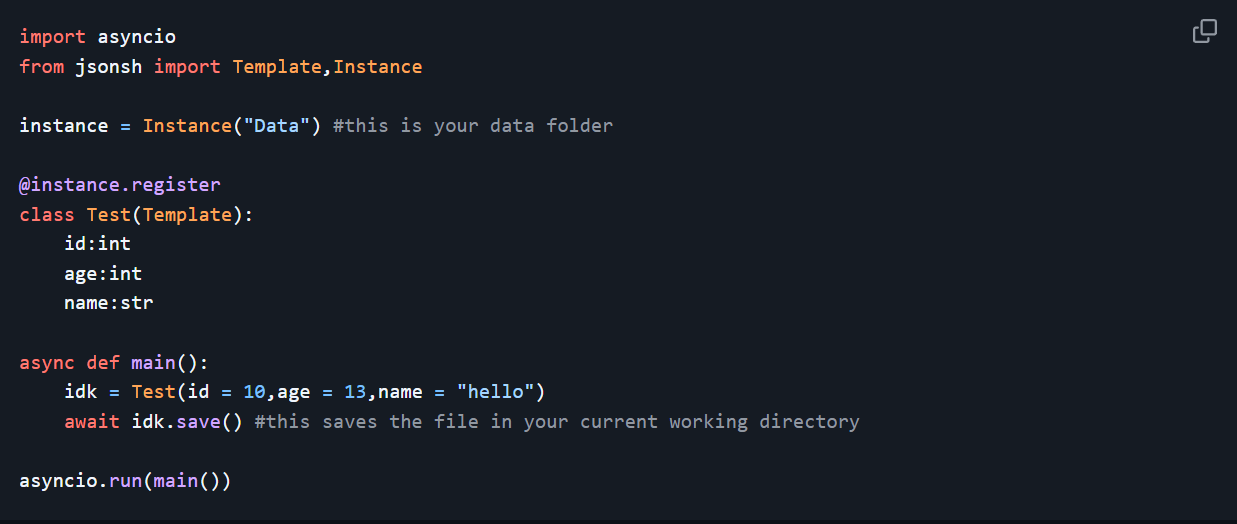 import asyncio
from jsonsh import Template,Instance
instance = Instance("Data") #this is your data folder
@instance.register
class Test(Template):
    id:int
    age:int
    name:str
async def main():
    idk = Test(id = 10,age = 13,name = "hello")
    await idk.save() #this saves the file in your current working directory
asyncio.run(main())